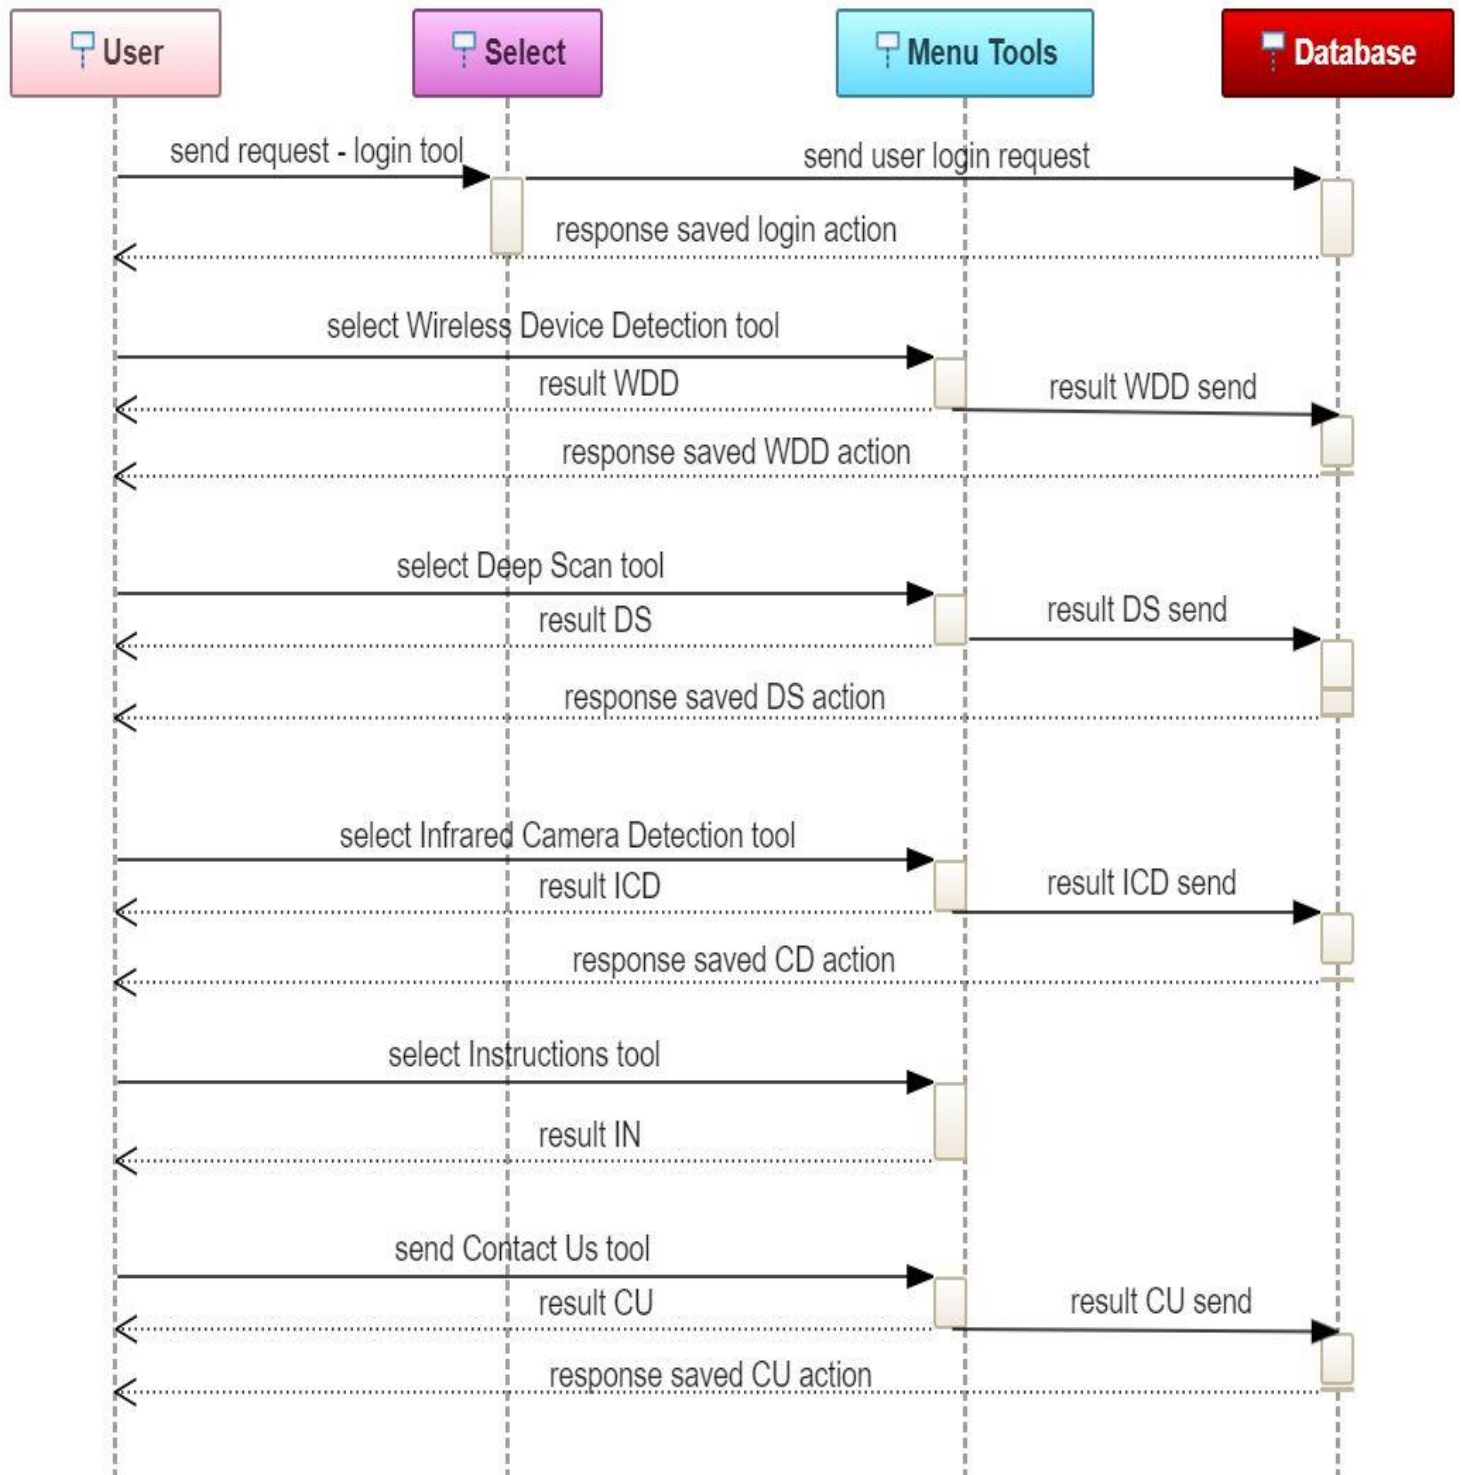 User
Select
Menu Tools
Database
send request - login tool
send user login request
response saved login action
select Wireless Device Detection tool
result WDD
result WDD send
response saved WDD action
select Deep Scan tool
result DS
result DS send
response saved DS action
select Infrared Camera Detection tool
result ICD
result ICD send
response saved CD action
select Instructions tool
result IN
send Contact Us tool
result CU
result CU send
response saved CU action